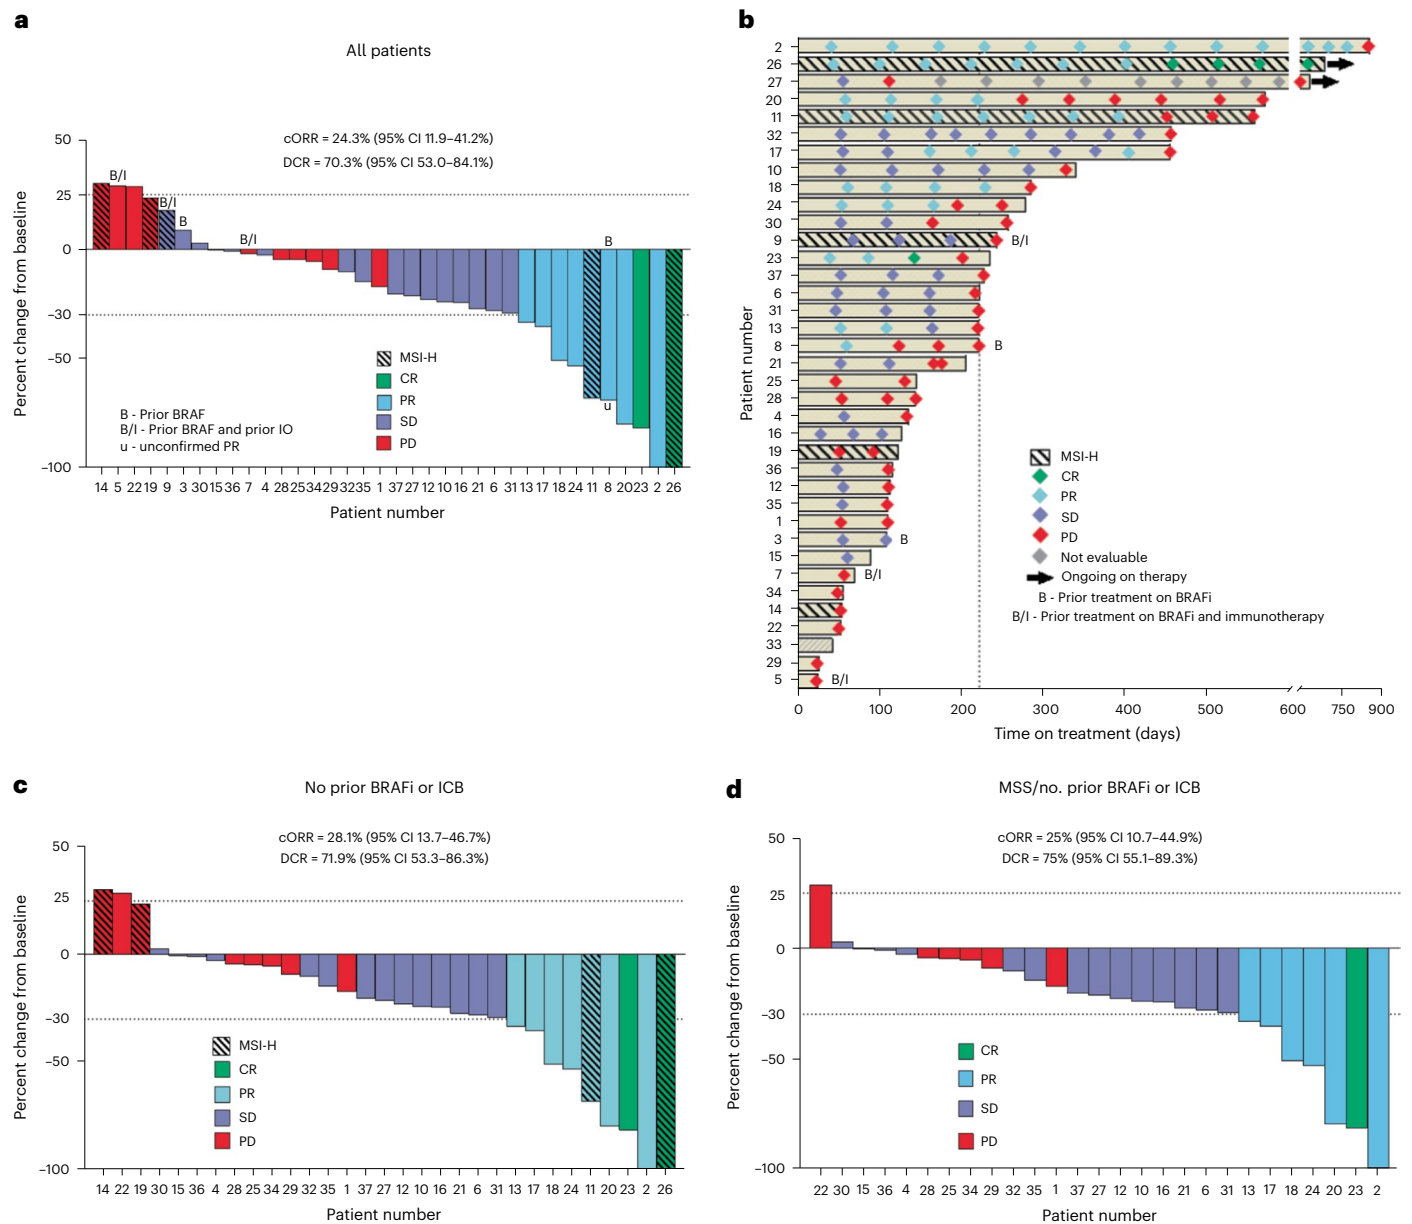 a
All patients
cORR = 24.3% (95% CI 11.9–41.2%)
DCR = 70.3% (95% CI 53.0–84.1%)
Percent change from baseline
50
25
0
–30
–50
–100
B/I
B/I
B
B/I
B
u
MSI-H
CR
PR
SD
PD
B - Prior BRAF
B/I - Prior BRAF and prior IO
u - unconfirmed PR
14 5 22 19 9 3 30 15 36 7 4 28 25 34 29 32 35 1 37 27 12 10 16 21 6 31 13 17 18 24 11 8 20 23 2 26
Patient number
b
Patient number
2
26
27
20
11
32
17
10
18
24
30
9
B/I
23
37
6
31
13
8
B
21
25
28
4
16
19
36
12
35
1
3
B
15
7
B/I
34
14
22
33
29
5
B/I
MSI-H
CR
PR
SD
PD
Not evaluable
Ongoing on therapy
B - Prior treatment on BRAFi
B/I - Prior treatment on BRAFi and immunotherapy
0 100 200 300 400 500 600 750 900
Time on treatment (days)
c
No prior BRAFi or ICB
cORR = 28.1% (95% CI 13.7–46.7%)
DCR = 71.9% (95% CI 53.3–86.3%)
Percent change from baseline
50
25
0
–30
–50
–100
MSI-H
CR
PR
SD
PD
14 22 19 30 15 36 4 28 25 34 29 32 35 1 37 27 12 10 16 21 6 31 13 17 18 24 11 20 23 2 26
Patient number
d
MSS/no. prior BRAFi or ICB
cORR = 25% (95% CI 10.7–44.9%)
DCR = 75% (95% CI 55.1–89.3%)
Percent change from baseline
50
25
0
–30
–50
–100
CR
PR
SD
PD
22 30 15 36 4 28 25 34 29 32 35 1 37 27 12 10 16 21 6 31 13 17 18 24 20 23 2
Patient number